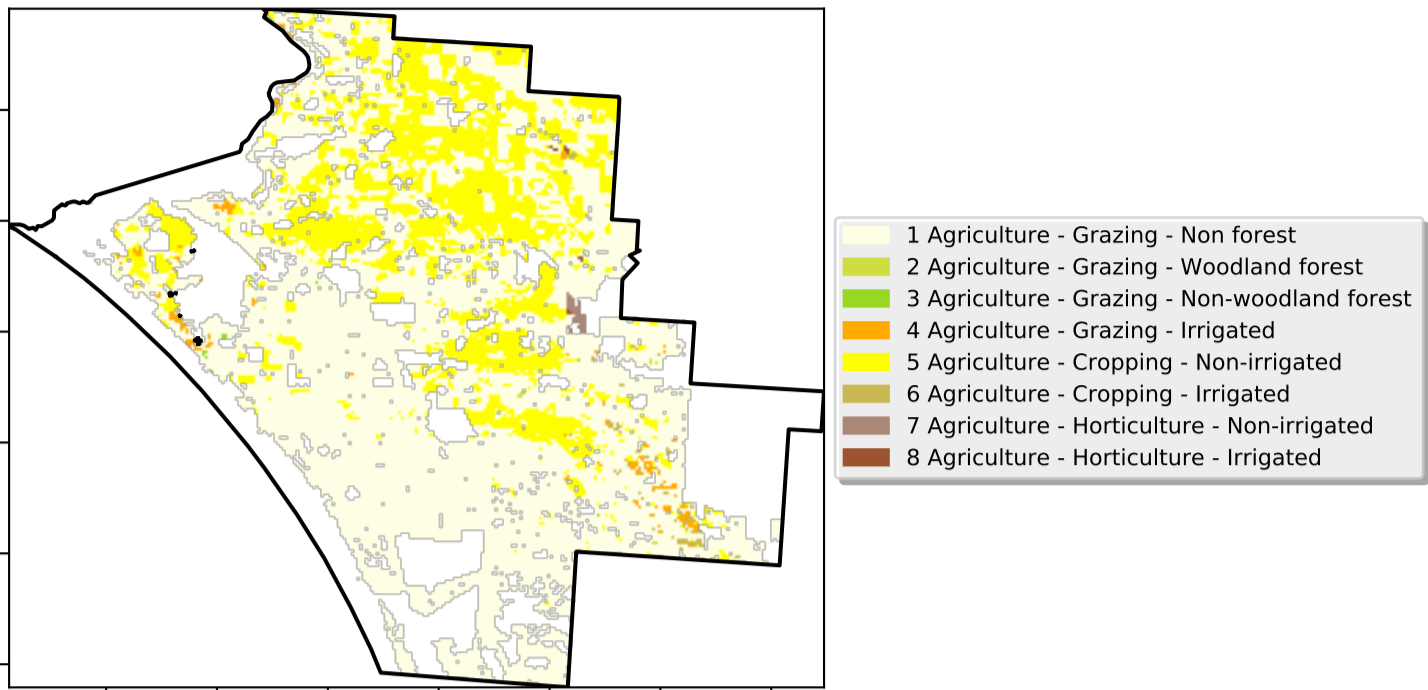 1 Agriculture - Grazing - Non forest
2 Agriculture - Grazing - Woodland forest
3 Agriculture - Grazing - Non-woodland forest
4 Agriculture - Grazing - Irrigated
5 Agriculture - Cropping - Non-irrigated
6 Agriculture - Cropping - Irrigated
7 Agriculture - Horticulture - Non-irrigated
8 Agriculture - Horticulture - Irrigated